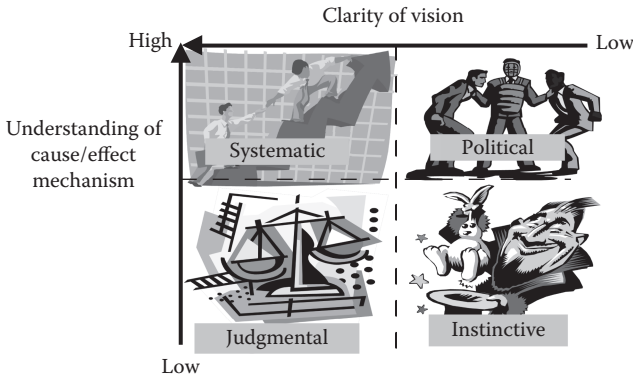 Clarity of vision
High
Low
Understanding of
cause/effect
mechanism
Systematic
Political
Judgmental
Instinctive
Low